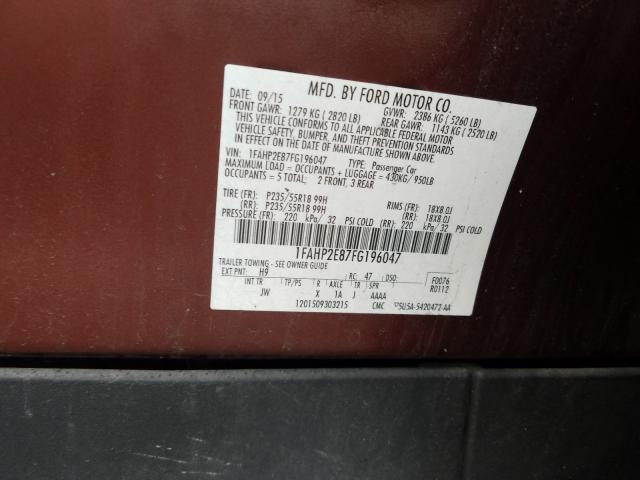 MFD. BY FORD MOTOR CO.
DATE: 09/15 GVWR: 2386 KG ( 5260 LB)
FRONT GAWR: 1279 KG ( 2820 LB) REAR GAWR: 1143 KG ( 2520 LB)
THIS VEHICLE CONFORMS TO ALL APPLICABLE FEDERAL MOTOR
VEHICLE SAFETY, BUMPER, AND THEFT PREVENTION STANDARDS
IN EFFECT ON THE DATE OF MANUFACTURE SHOWN ABOVE.
VIN: 1FAHP2E87FG196047 TYPE: Passenger Car
MAXIMUM LOAD = OCCUPANTS + LUGGAGE = 430KG/ 950LB
OCCUPANTS = 5 TOTAL: 2 FRONT, 3 REAR
TIRE (FR): P235/55R18 99H RIMS (FR): 18X8.0J
(RR): P235/55R18 99H (RR): 18X8.0J
PRESSURE (FR): 220 kPa/ 32 PSI COLD (RR): 220 kPa/ 32 PSI COLD
1FAHP2E87FG196047
TRAILER TOWING - SEE OWNER GUIDE
EXT PNT: H9 RC: 47 DSO: F0076
R0112
INT TR TP/PS R AXLE TR SPR
JW X 1A J AAAA
1201509303215 CMC 5U5A-5420472-AA